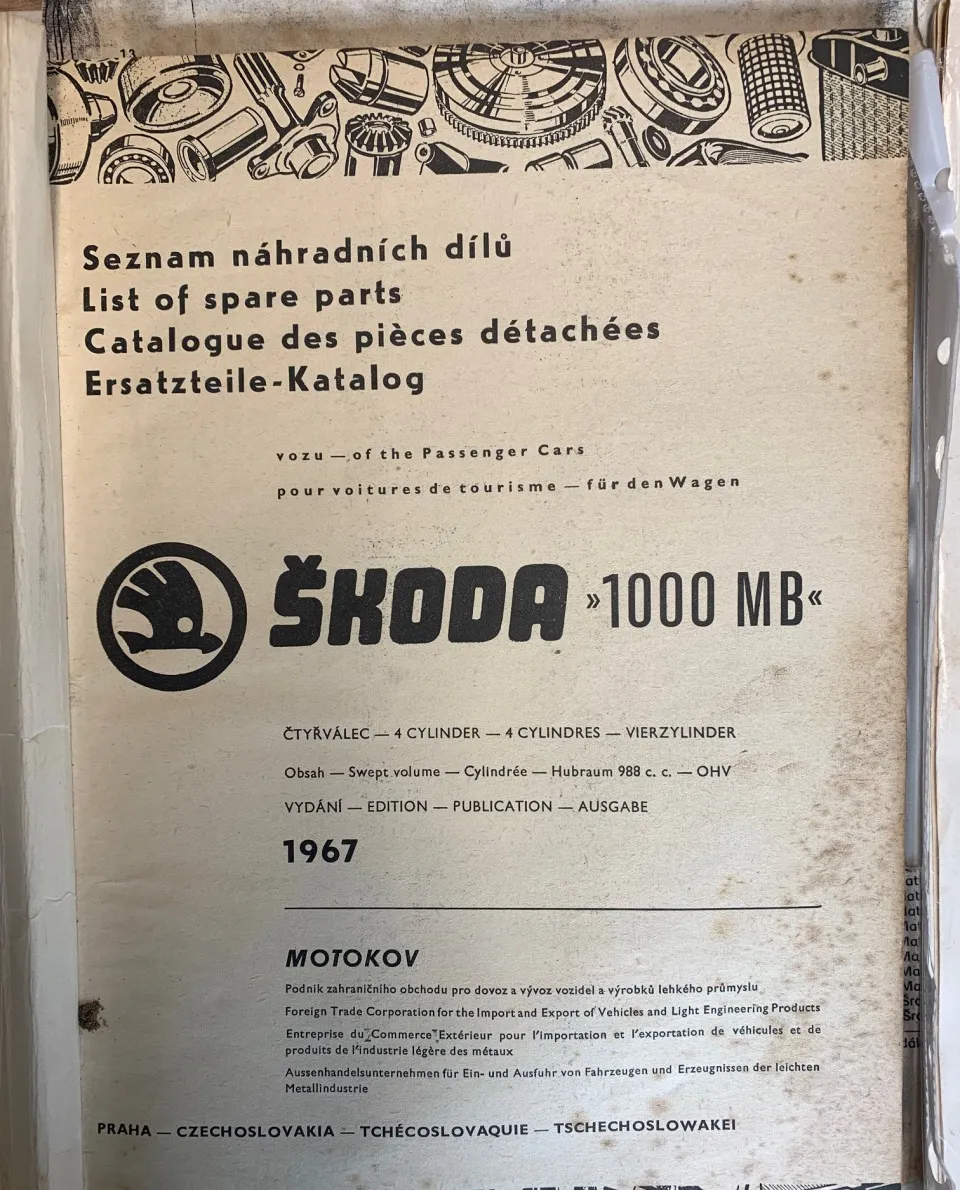 13
Seznam náhradních dílů
List of spare parts
Catalogue des pièces détachées
Ersatzteile-Katalog
vozu — of the Passenger Cars
pour voitures de tourisme — für den Wagen
ŠKODA »1000 MB«
ČTYŘVÁLEC — 4 CYLINDER — 4 CYLINDRES — VIERZYLINDER
Obsah — Swept volume — Cylindrée — Hubraum 988 c. c. — OHV
VYDÁNÍ — EDITION — PUBLICATION — AUSGABE
1967
MOTOKOV
Podnik zahraničního obchodu pro dovoz a vývoz vozidel a výrobků lehkého průmyslu
Foreign Trade Corporation for the Import and Export of Vehicles and Light Engineering Products
Entreprise du Commerce Extérieur pour l'importation et l'exportation de véhicules et de
produits de l'industrie légère des métaux
Aussenhandelsunternehmen für Ein- und Ausfuhr von Fahrzeugen und Erzeugnissen der leichten
Metallindustrie
PRAHA — CZECHOSLOVAKIA — TCHÉCOSLOVAQUIE — TSCHECHOSLOWAKEI